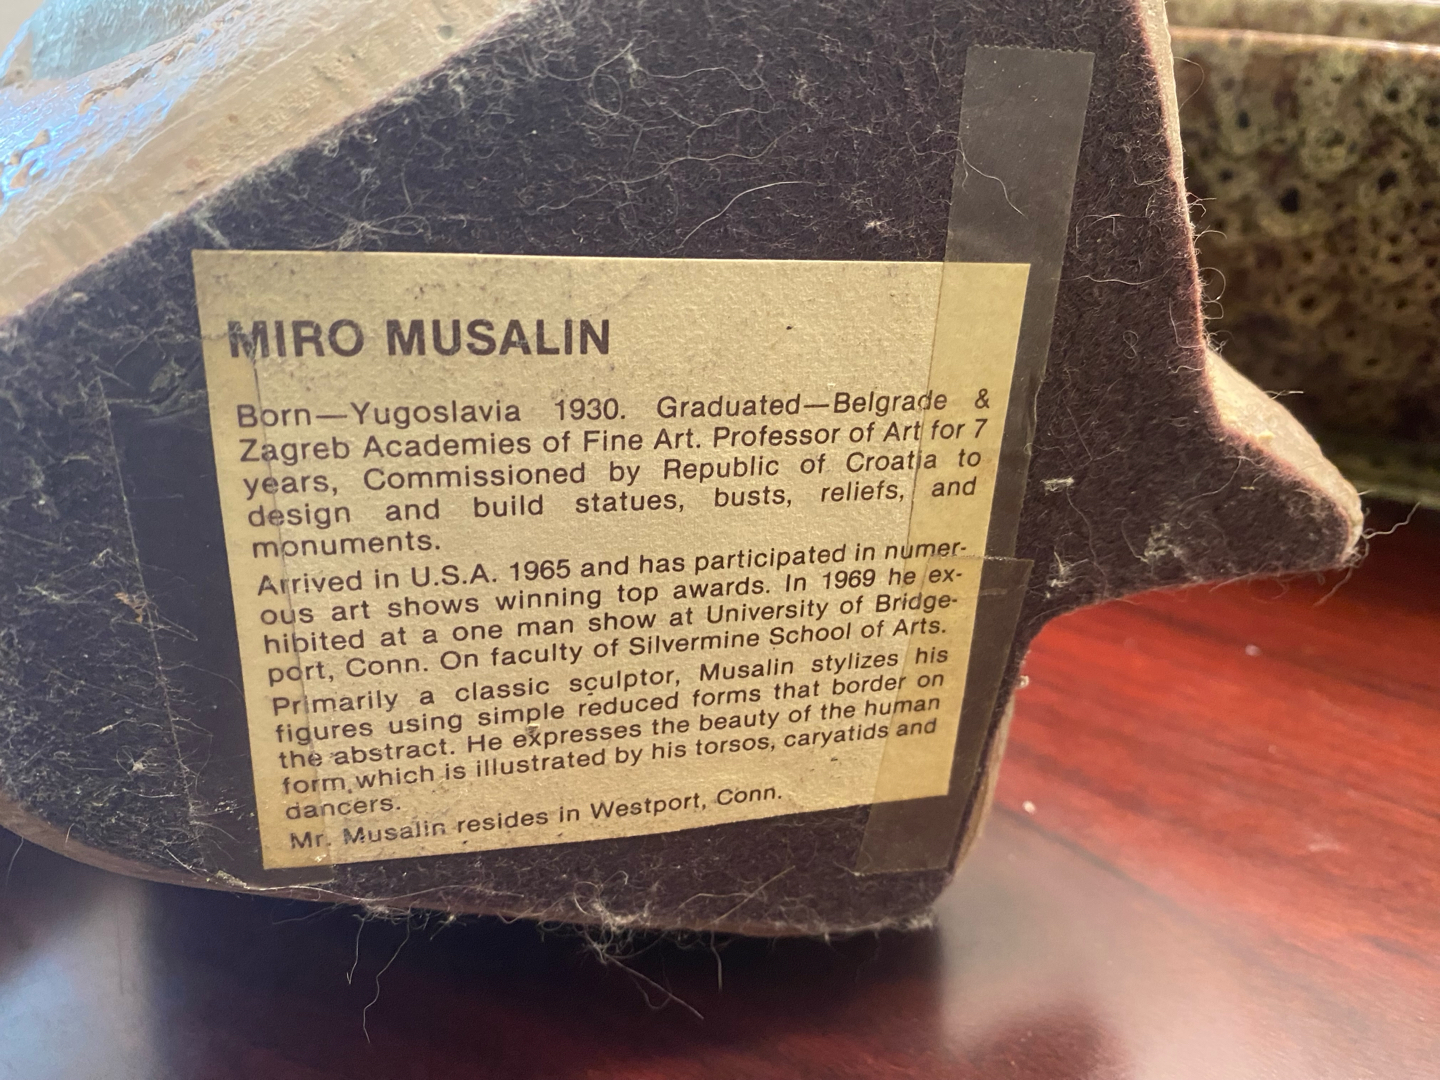 MIRO MUSALIN
Born—Yugoslavia 1930. Graduated—Belgrade &
Zagreb Academies of Fine Art. Professor of Art for 7
years, Commissioned by Republic of Croatia to
design and build statues, busts, reliefs, and
monuments.
Arrived in U.S.A. 1965 and has participated in numer-
ous art shows winning top awards. In 1969 he ex-
hibited at a one man show at University of Bridge-
port, Conn. On faculty of Silvermine School of Arts.
Primarily a classic sculptor, Musalin stylizes his
figures using simple reduced forms that border on
the abstract. He expresses the beauty of the human
form, which is illustrated by his torsos, caryatids and
dancers.
Mr. Musalin resides in Westport, Conn.